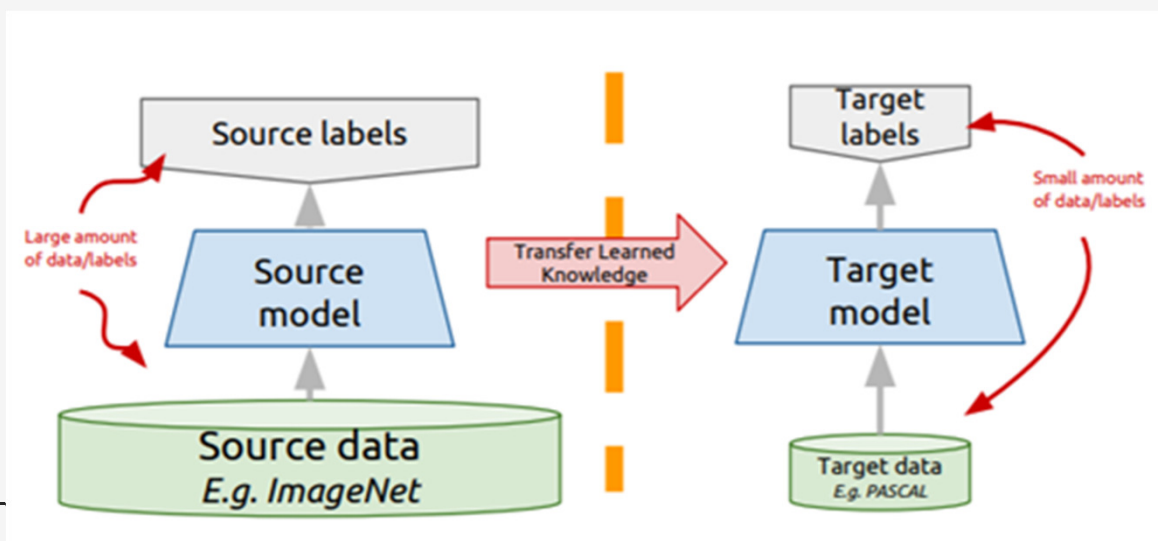 Source labels
Large amount
of data/labels
Source
model
Source data
E.g. ImageNet
Transfer Learned
Knowledge
Target
labels
Small amount
of data/labels
Target
model
Target data
E.g. PASCAL